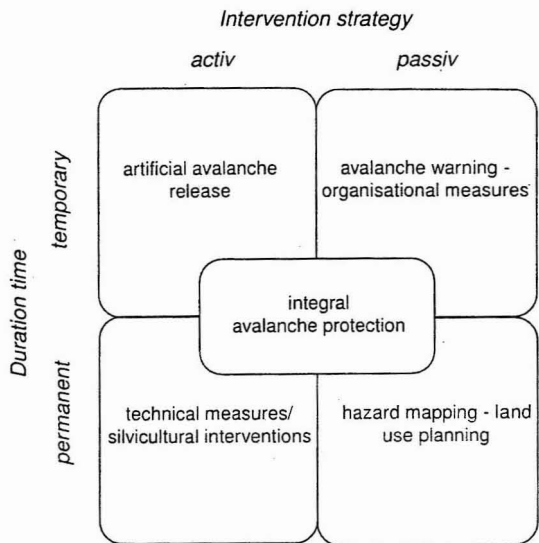 Intervention strategy
activ
passiv
Duration time
temporary
permanent
artificial avalanche
release
avalanche warning -
organisational measures
integral
avalanche protection
technical measures/
silvicultural interventions
hazard mapping - land
use planning